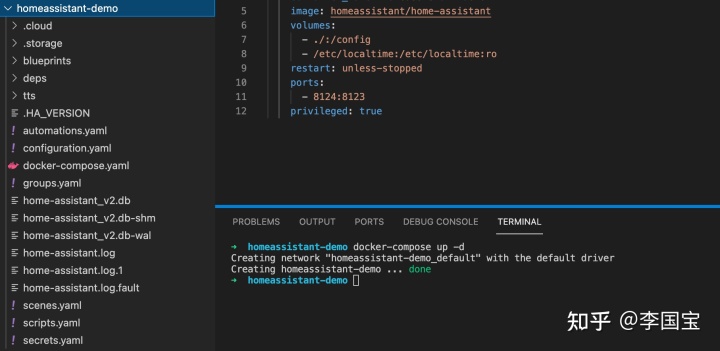 homeassistant-demo
.cloud
.storage
blueprints
deps
tts
.HA_VERSION
automations.yaml
configuration.yaml
docker-compose.yaml
groups.yaml
home-assistant_v2.db
home-assistant_v2.db-shm
home-assistant_v2.db-wal
home-assistant.log
home-assistant.log.1
home-assistant.log.fault
scenes.yaml
scripts.yaml
secrets.yaml
5 image: homeassistant/home-assistant
6 volumes:
7 - ./:/config
8 - /etc/localtime:/etc/localtime:ro
9 restart: unless-stopped
10 ports:
11 - 8124:8123
12 privileged: true
PROBLEMS OUTPUT PORTS DEBUG CONSOLE TERMINAL
➜ homeassistant-demo docker-compose up -d
Creating network "homeassistant-demo_default" with the default driver
Creating homeassistant-demo ... done
➜ homeassistant-demo
知乎 @李国宝